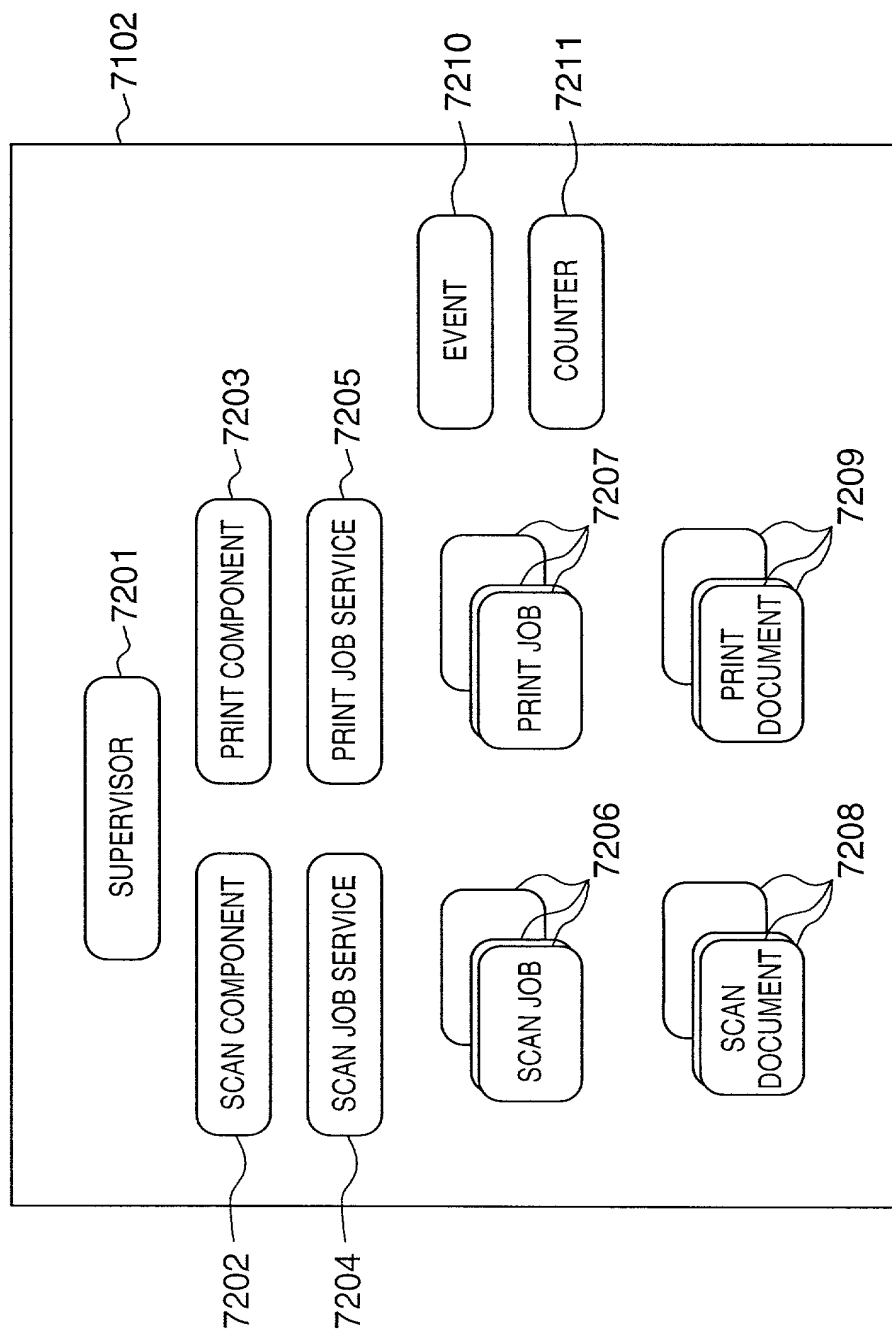 7102
SUPERVISOR
7201
SCAN COMPONENT
7202
PRINT COMPONENT
7203
SCAN JOB SERVICE
7204
PRINT JOB SERVICE
7205
EVENT
7210
COUNTER
7211
SCAN JOB
7206
PRINT JOB
7207
SCAN
DOCUMENT
7208
PRINT
DOCUMENT
7209